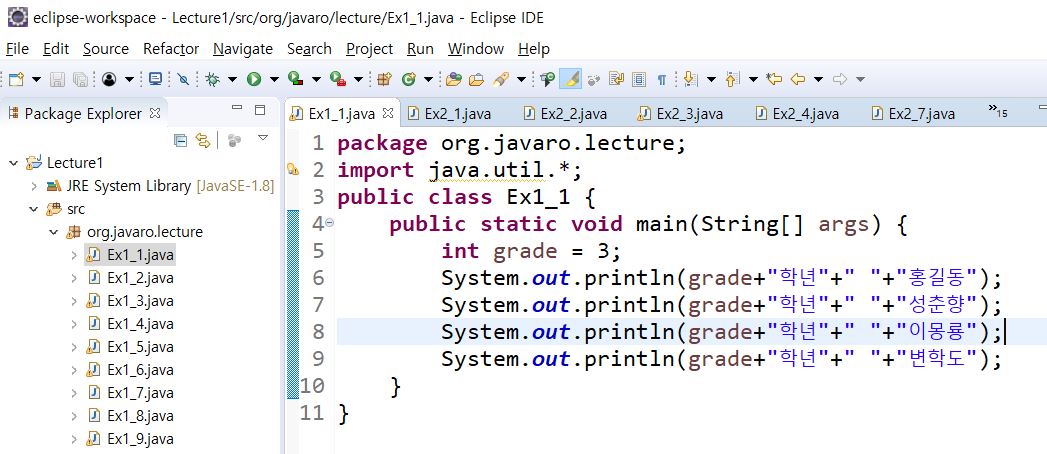 eclipse-workspace - Lecture1/src/org/javaro/lecture/Ex1_1.java - Eclipse IDE
File Edit Source Refactor Navigate Search Project Run Window Help
Package Explorer
Ex1_1.java Ex2_1.java Ex2_2.java Ex2_3.java Ex2_4.java Ex2_7.java »15
Lecture1
JRE System Library [JavaSE-1.8]
src
org.javaro.lecture
Ex1_1.java
Ex1_2.java
Ex1_3.java
Ex1_4.java
Ex1_5.java
Ex1_6.java
Ex1_7.java
Ex1_8.java
Ex1_9.java
1 package org.javaro.lecture;
2 import java.util.*;
3 public class Ex1_1 {
4 public static void main(String[] args) {
5 int grade = 3;
6 System.out.println(grade+"학년"+" "+"홍길동");
7 System.out.println(grade+"학년"+" "+"성춘향");
8 System.out.println(grade+"학년"+" "+"이몽룡");
9 System.out.println(grade+"학년"+" "+"변학도");
10 }
11 }